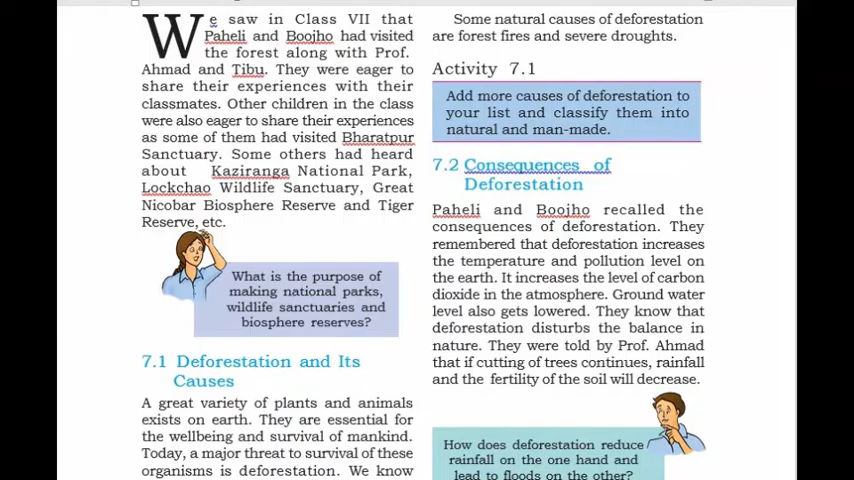 We saw in Class VII that
Paheli and Boojho had visited
the forest along with Prof.
Ahmad and Tibu. They were eager to
share their experiences with their
classmates. Other children in the class
were also eager to share their experiences
as some of them had visited Bharatpur
Sanctuary. Some others had heard
about Kaziranga National Park,
Lockchao Wildlife Sanctuary, Great
Nicobar Biosphere Reserve and Tiger
Reserve, etc.
What is the purpose of
making national parks,
wildlife sanctuaries and
biosphere reserves?
7.1 Deforestation and Its
Causes
A great variety of plants and animals
exists on earth. They are essential for
the wellbeing and survival of mankind.
Today, a major threat to survival of these
organisms is deforestation. We know
Some natural causes of deforestation
are forest fires and severe droughts.
Activity 7.1
Add more causes of deforestation to
your list and classify them into
natural and man-made.
7.2 Consequences of
Deforestation
Paheli and Boojho recalled the
consequences of deforestation. They
remembered that deforestation increases
the temperature and pollution level on
the earth. It increases the level of carbon
dioxide in the atmosphere. Ground water
level also gets lowered. They know that
deforestation disturbs the balance in
nature. They were told by Prof. Ahmad
that if cutting of trees continues, rainfall
and the fertility of the soil will decrease.
How does deforestation reduce
rainfall on the one hand and
lead to floods on the other?